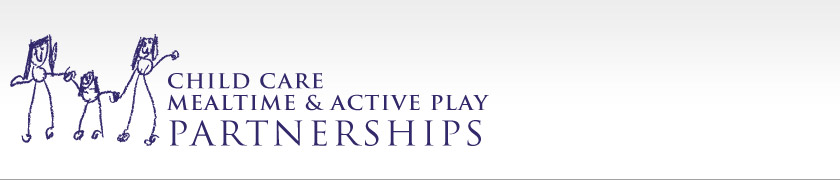 CHILD CARE
MEALTIME & ACTIVE PLAY
PARTNERSHIPS